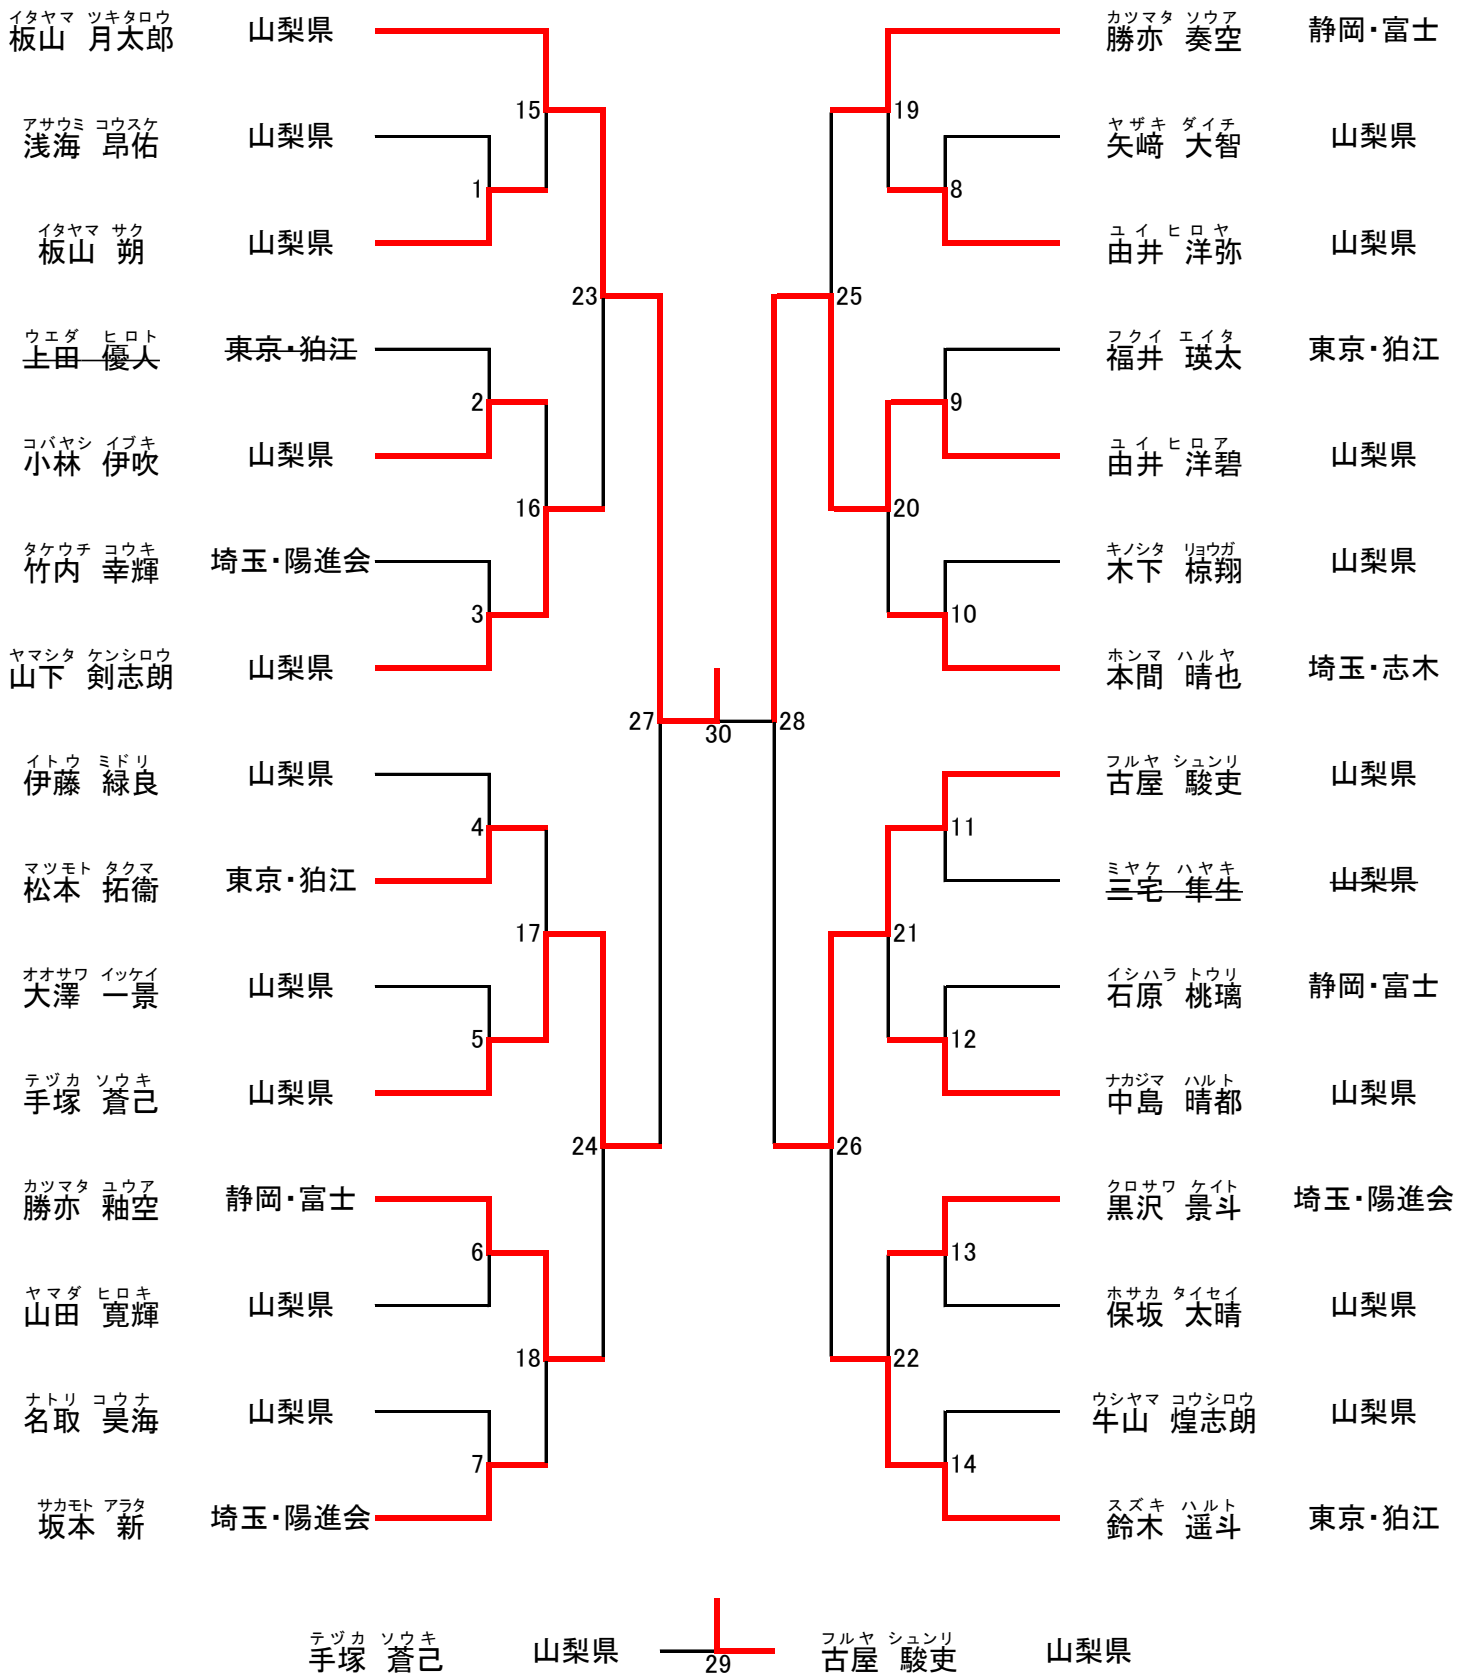 イタヤマ ツキタロウ
板山 月太郎 山梨県
アサウミ コウスケ
浅海 昂佑 山梨県
イタヤマ サク
板山 朔 山梨県
ウエダ ヒロト
上田 優人 東京・狛江
コバヤシ イブキ
小林 伊吹 山梨県
タケウチ コウキ
竹内 幸輝 埼玉・陽進会
ヤマシタ ケンシロウ
山下 剣志朗 山梨県
イトウ ミドリ
伊藤 緑良 山梨県
マツモト タクマ
松本 拓衞 東京・狛江
オオサワ イッケイ
大澤 一景 山梨県
テヅカ ソウキ
手塚 蒼己 山梨県
カツマタ ユウア
勝亦 釉空 静岡・富士
ヤマダ ヒロキ
山田 寛輝 山梨県
ナトリ コウナ
名取 昊海 山梨県
サカモト アラタ
坂本 新 埼玉・陽進会
15
1
23
2
16
3
27
4
17
5
24
6
18
7
30
19
8
25
9
20
10
28
11
21
12
26
13
22
14
カツマタ ソウア
勝亦 奏空 静岡・富士
ヤザキ ダイチ
矢﨑 大智 山梨県
ユイ ヒロヤ
由井 洋弥 山梨県
フクイ エイタ
福井 瑛太 東京・狛江
ユイ ヒロア
由井 洋碧 山梨県
キノシタ リョウガ
木下 椋翔 山梨県
ホンマ ハルヤ
本間 晴也 埼玉・志木
フルヤ シュンリ
古屋 駿吏 山梨県
ミヤケ ハヤキ
三宅 隼生 山梨県
イシハラ トウリ
石原 桃璃 静岡・富士
ナカジマ ハルト
中島 晴都 山梨県
クロサワ ケイト
黒沢 景斗 埼玉・陽進会
ホサカ タイセイ
保坂 太晴 山梨県
ウシヤマ コウシロウ
牛山 煌志朗 山梨県
スズキ ハルト
鈴木 遥斗 東京・狛江
テヅカ ソウキ
手塚 蒼己 山梨県
29
フルヤ シュンリ
古屋 駿吏 山梨県